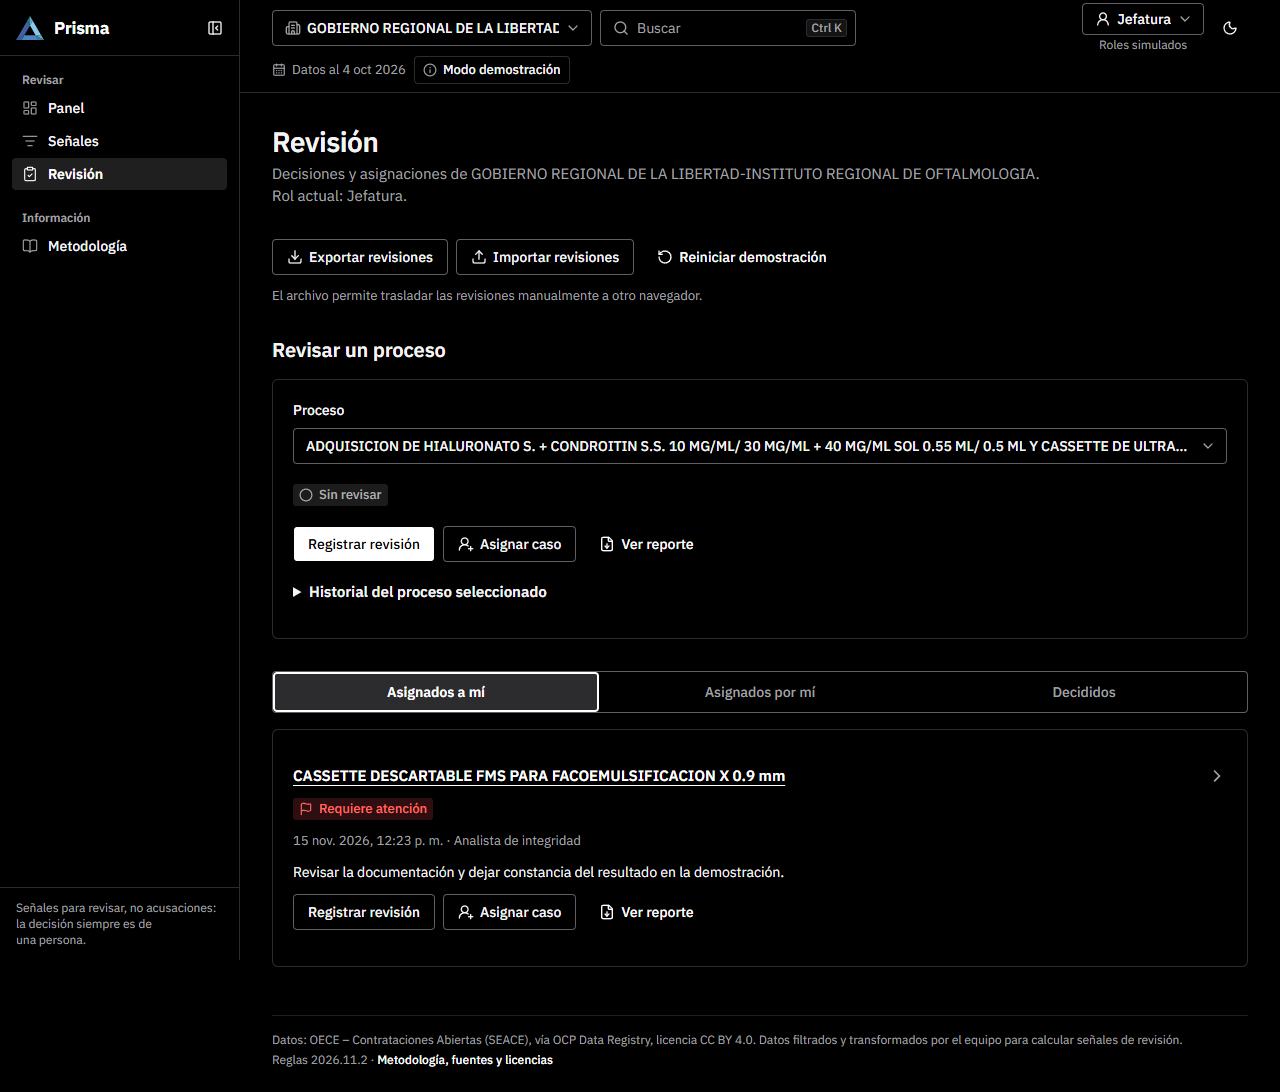 Prisma
Revisar
Panel
Señales
Revisión
Información
Metodología
Señales para revisar, no acusaciones:
la decisión siempre es de
una persona.
GOBIERNO REGIONAL DE LA LIBERTAD
Buscar
Ctrl K
Jefatura
Roles simulados
Datos al 4 oct 2026
Modo demostración
Revisión
Decisiones y asignaciones de GOBIERNO REGIONAL DE LA LIBERTAD-INSTITUTO REGIONAL DE OFTALMOLOGIA.
Rol actual: Jefatura.
Exportar revisiones
Importar revisiones
Reiniciar demostración
El archivo permite trasladar las revisiones manualmente a otro navegador.
Revisar un proceso
Proceso
ADQUISICION DE HIALURONATO S. + CONDROITIN S.S. 10 MG/ML/ 30 MG/ML + 40 MG/ML SOL 0.55 ML/ 0.5 ML Y CASSETTE DE ULTRA...
Sin revisar
Registrar revisión
Asignar caso
Ver reporte
Historial del proceso seleccionado
Asignados a mí
Asignados por mí
Decididos
CASSETTE DESCARTABLE FMS PARA FACOEMULSIFICACION X 0.9 mm
Requiere atención
15 nov. 2026, 12:23 p. m. · Analista de integridad
Revisar la documentación y dejar constancia del resultado en la demostración.
Registrar revisión
Asignar caso
Ver reporte
Datos: OECE – Contrataciones Abiertas (SEACE), vía OCP Data Registry, licencia CC BY 4.0. Datos filtrados y transformados por el equipo para calcular señales de revisión.
Reglas 2026.11.2 · Metodología, fuentes y licencias